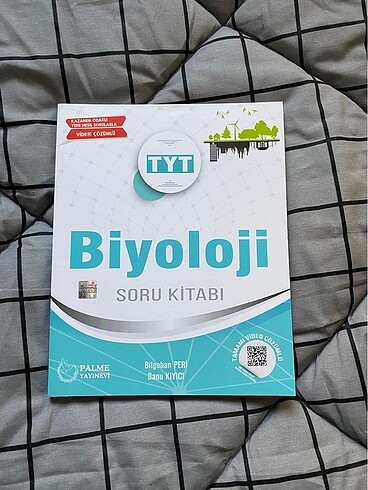 KAZANIM ODAKLI
YENİ NESİL SORULARLA
VİDEO ÇÖZÜMLÜ
TYT
Biyoloji
SORU KİTABI
PALME
YAYINEVİ
Bilgehan PERİ
Banu KIYICI
TAMAMI VİDEO ÇÖZÜMLÜ